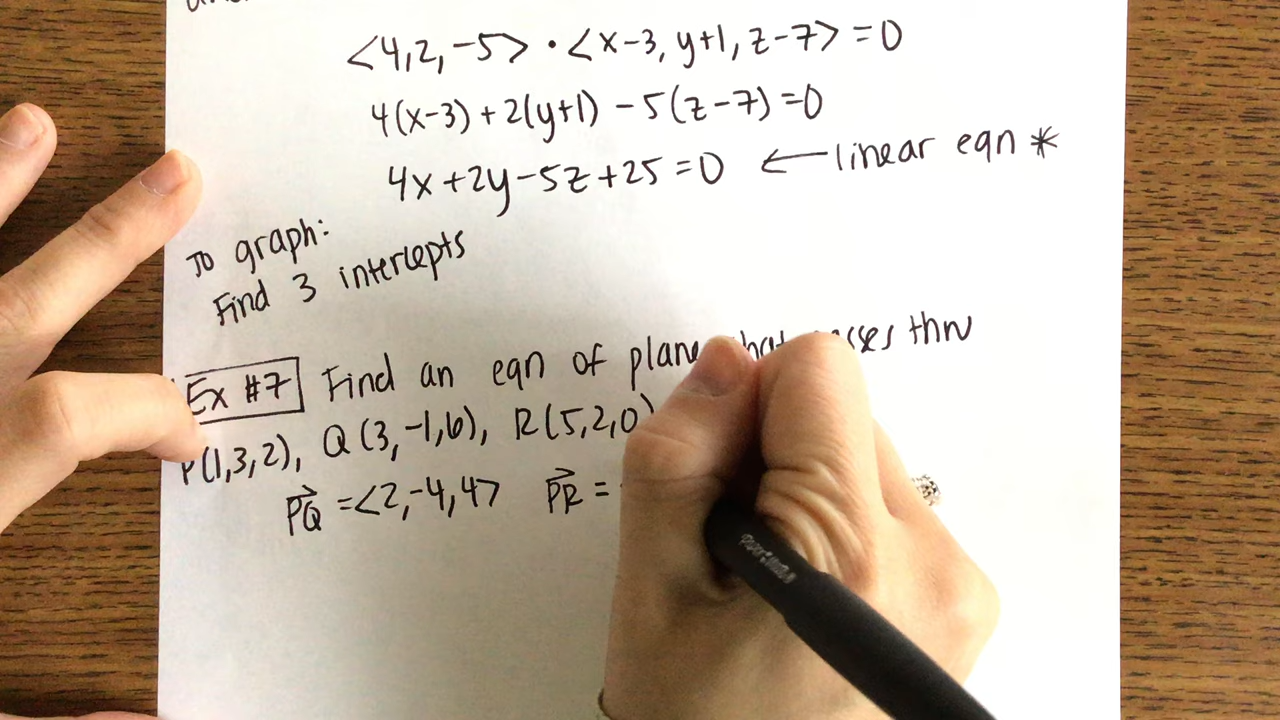 <4,2,-5> · <x-3, y+1, z-7> = 0
4(x-3) + 2(y+1) - 5(z-7) = 0
4x + 2y - 5z + 25 = 0 ← linear eqn *
To graph:
Find 3 intercepts
Ex #7 Find an eqn of plane that passes thru
P(1,3,2), Q(3,-1,6), R(5,2,0)
PQ⃗ = <2,-4,4> PR⃗ =